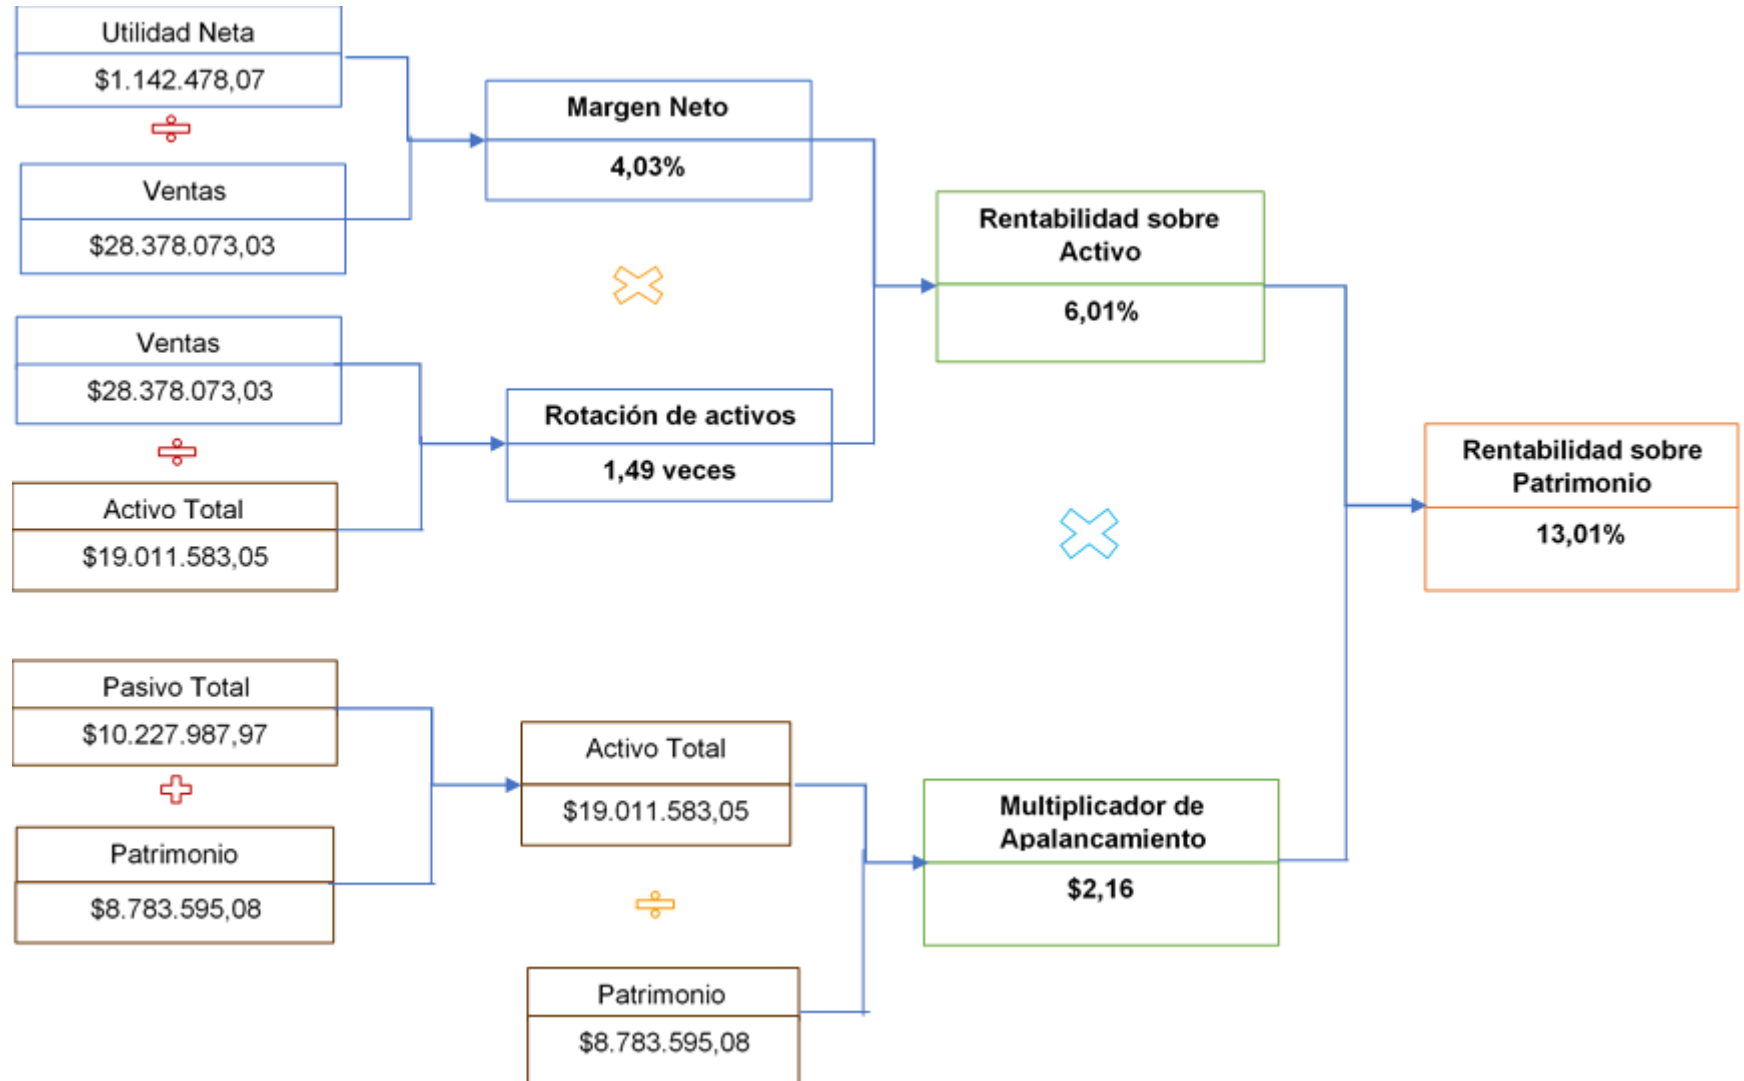 Utilidad Neta
$1.142.478,07
Ventas
$28.378.073,03
Margen Neto
4,03%
Ventas
$28.378.073,03
Activo Total
$19.011.583,05
Rotación de activos
1,49 veces
Rentabilidad sobre
Activo
6,01%
Pasivo Total
$10.227.987,97
Patrimonio
$8.783.595,08
Activo Total
$19.011.583,05
Patrimonio
$8.783.595,08
Multiplicador de
Apalancamiento
$2,16
Rentabilidad sobre
Patrimonio
13,01%